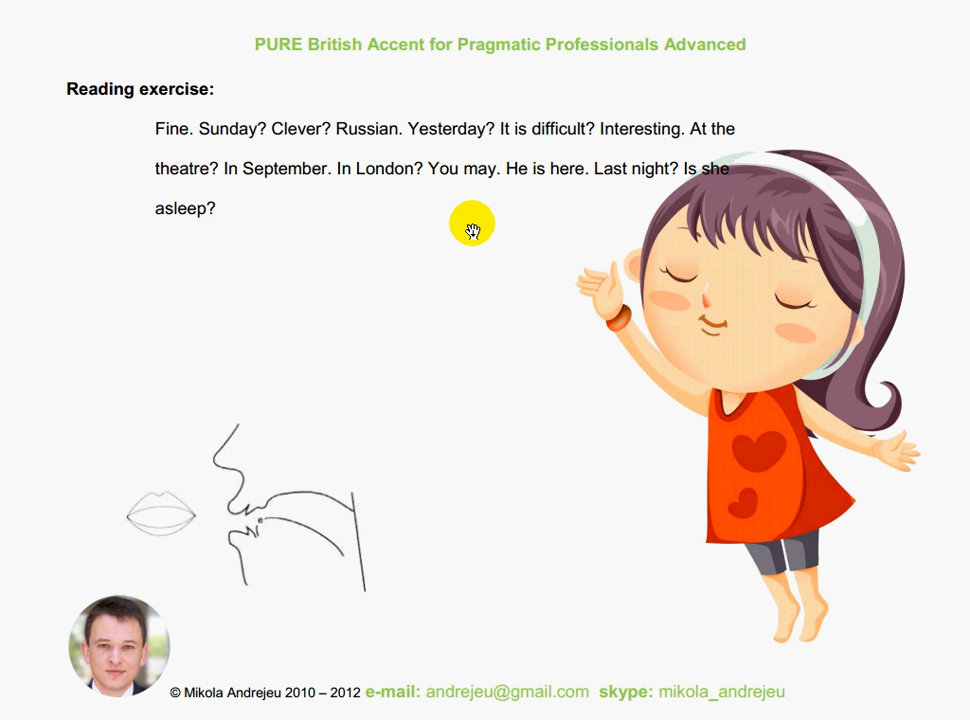 PURE British Accent for Pragmatic Professionals Advanced
Reading exercise:
Fine. Sunday? Clever? Russian. Yesterday? It is difficult? Interesting. At the
theatre? In September. In London? You may. He is here. Last night? Is she
asleep?
© Mikola Andrejeu 2010 – 2012 e-mail: andrejeu@gmail.com skype: mikola_andrejeu